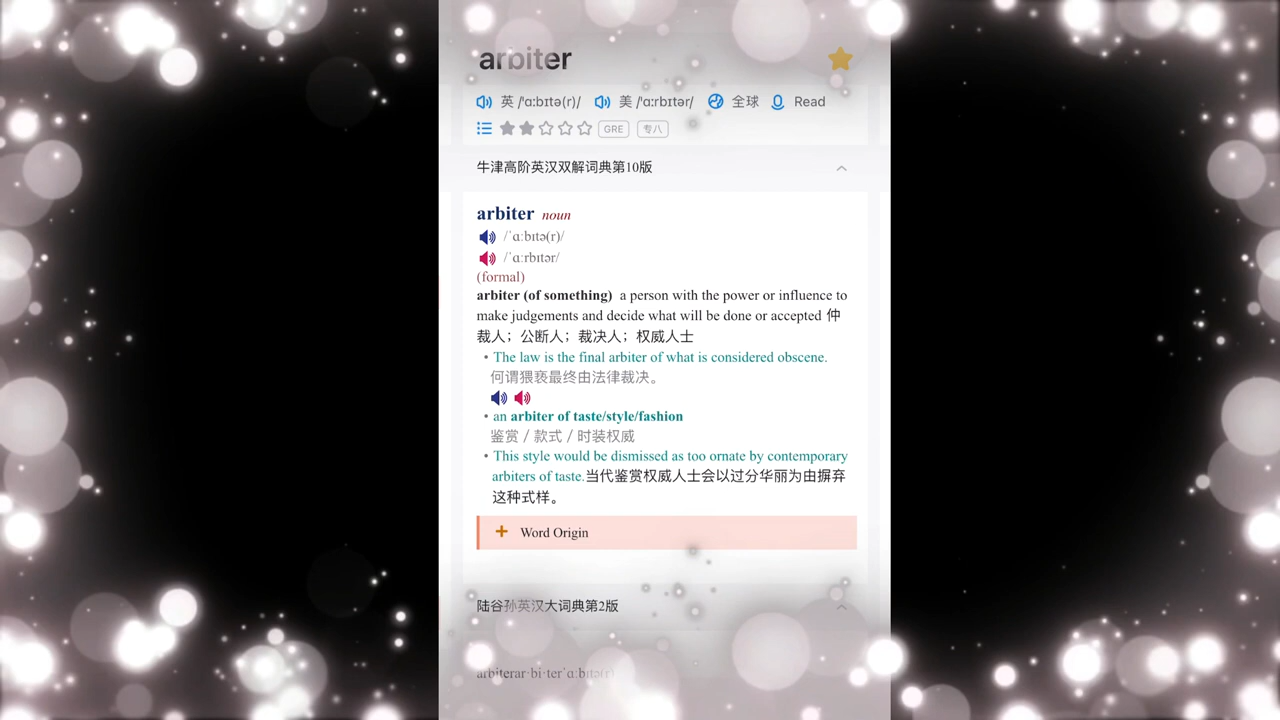 arbiter
英 /'ɑːbɪtə(r)/ 美 /'ɑːrbɪtər/ 全球 Read
GRE 专八
牛津高阶英汉双解词典第10版
arbiter noun
/ˈɑːbɪtə(r)/
/ˈɑːrbɪtər/
(formal)
arbiter (of something) a person with the power or influence to
make judgements and decide what will be done or accepted 仲
裁人；公断人；裁决人；权威人士
• The law is the final arbiter of what is considered obscene.
何谓猥亵最终由法律裁决。
• an arbiter of taste/style/fashion
鉴赏 / 款式 / 时装权威
• This style would be dismissed as too ornate by contemporary
arbiters of taste.当代鉴赏权威人士会以过分华丽为由摒弃
这种式样。
+ Word Origin
陆谷孙英汉大词典第2版
arbiterar·bi·terˈɑːbɪtə(r)